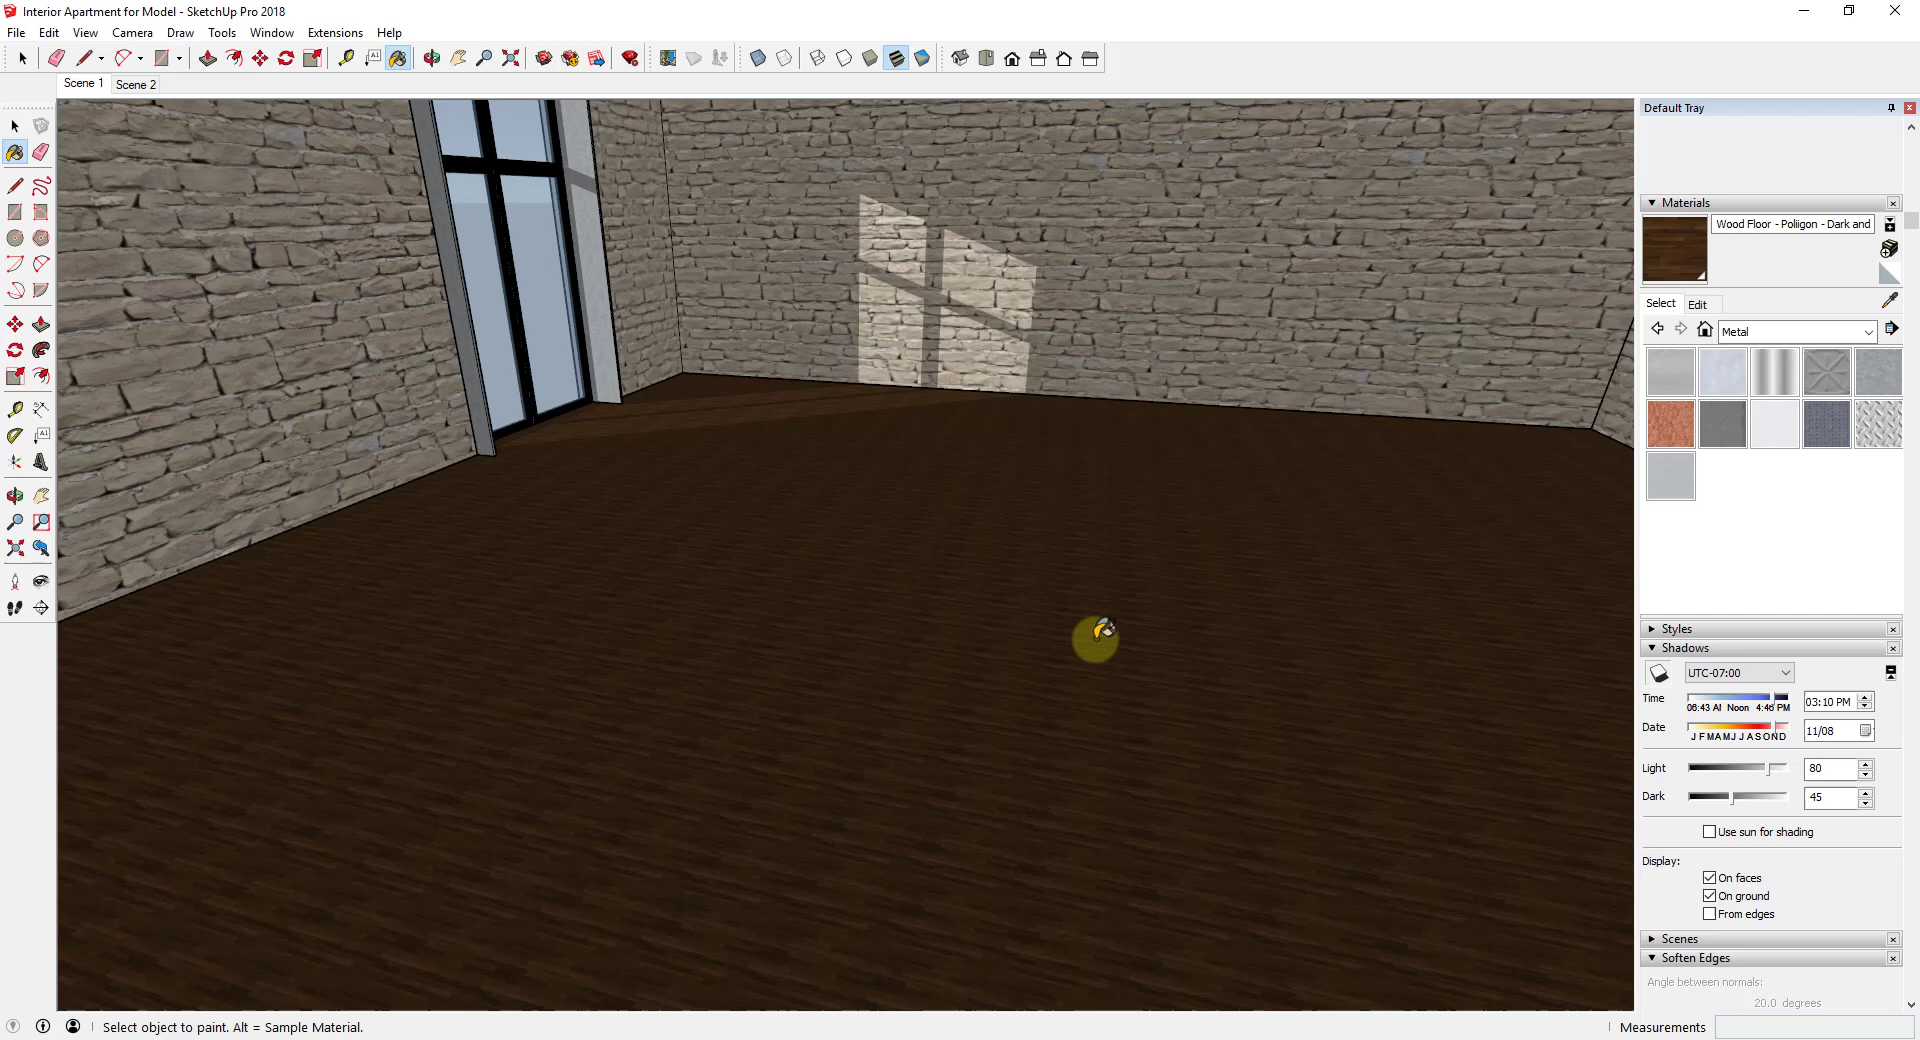 Interior Apartment for Model - SketchUp Pro 2018
File Edit View Camera Draw Tools Window Extensions Help
Scene 1 Scene 2
Default Tray
Materials
Wood Floor - Poliigon - Dark and
Select Edit
Metal
Styles
Shadows
UTC-07:00
Time 06:43 AI Noon 4:46 PM 03:10 PM
Date J F M A M J J A S O N D 11/08
Light 80
Dark 45
Use sun for shading
Display:
On faces
On ground
From edges
Scenes
Soften Edges
Angle between normals:
20.0 degrees
Select object to paint. Alt = Sample Material.
Measurements